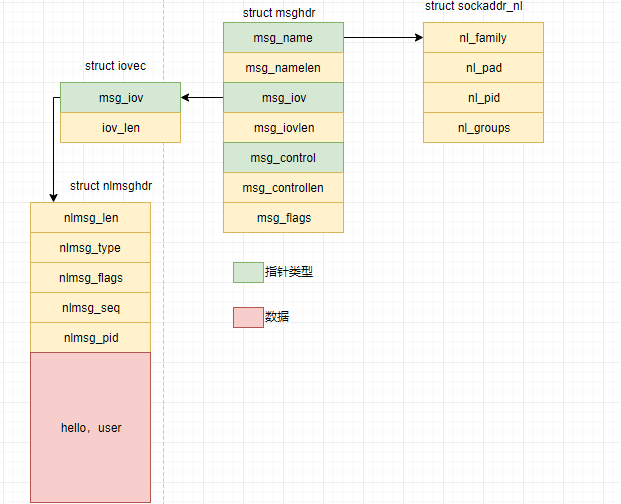 struct msghdr
msg_name
msg_namelen
msg_iov
msg_iovlen
msg_control
msg_controllen
msg_flags
struct sockaddr_nl
nl_family
nl_pad
nl_pid
nl_groups
struct iovec
msg_iov
iov_len
struct nlmsghdr
nlmsg_len
nlmsg_type
nlmsg_flags
nlmsg_seq
nlmsg_pid
hello，user
指针类型
数据